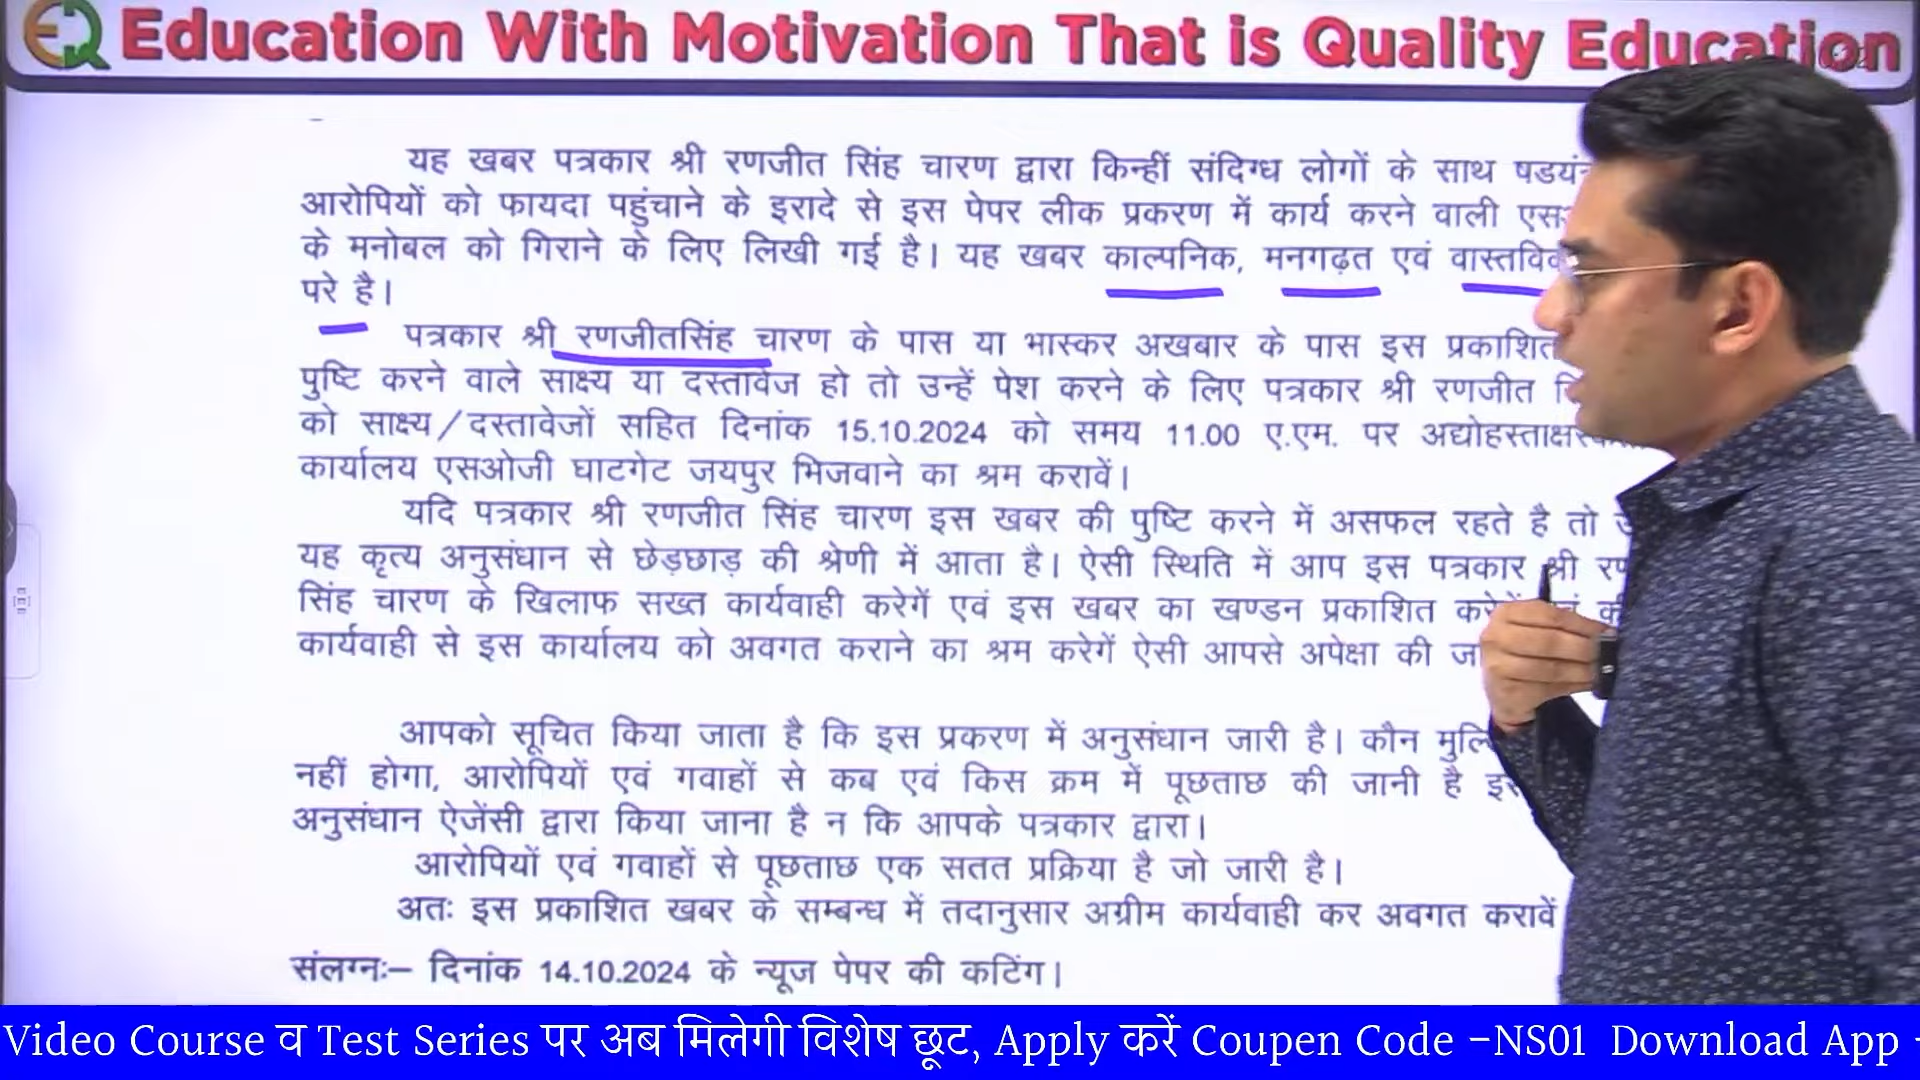 EQ Education With Motivation That is Quality Education
यह खबर पत्रकार श्री रणजीत सिंह चारण द्वारा किन्हीं संदिग्ध लोगों के साथ
आरोपियों को फायदा पहुंचाने के इरादे से इस पेपर लीक प्रकरण में कार्य करने वाली
के मनोबल को गिराने के लिए लिखी गई है। यह खबर काल्पनिक, मनगढ़त एवं
परे है।
पत्रकार श्री रणजीतसिंह चारण के पास या भास्कर अखबार के पास इस प्रकाशित
पुष्टि करने वाले साक्ष्य या दस्तावेज हो तो उन्हें पेश करने के लिए पत्रकार श्री रणजीत
को साक्ष्य/दस्तावेजों सहित दिनांक 15.10.2024 को समय 11.00 ए.एम. पर
कार्यालय एसओजी घाटगेट जयपुर भिजवाने का श्रम करावें।
यदि पत्रकार श्री रणजीत सिंह चारण इस खबर की पुष्टि करने में असफल रहते है तो
यह कृत्य अनुसंधान से छेड़छाड़ की श्रेणी में आता है। ऐसी स्थिति में आप इस पत्रकार श्री
सिंह चारण के खिलाफ सख्त कार्यवाही करेगें एवं इस खबर का खण्डन प्रकाशित
कार्यवाही से इस कार्यालय को अवगत कराने का श्रम करेगें ऐसी आपसे अपेक्षा की
आपको सूचित किया जाता है कि इस प्रकरण में अनुसंधान जारी है। कौन
नहीं होगा, आरोपियों एवं गवाहों से कब एवं किस क्रम में पूछताछ की जानी है
अनुसंधान ऐजेंसी द्वारा किया जाना है न कि आपके पत्रकार द्वारा।
आरोपियों एवं गवाहों से पूछताछ एक सतत प्रक्रिया है जो जारी है।
अतः इस प्रकाशित खबर के सम्बन्ध में तदानुसार अग्रीम कार्यवाही कर अवगत करावें
संलग्नः– दिनांक 14.10.2024 के न्यूज पेपर की कटिंग।
Video Course व Test Series पर अब मिलेगी विशेष छूट, Apply करें Coupen Code -NS01 Download App -